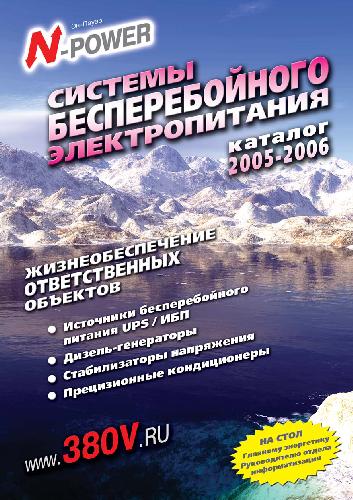 Эн-Пауэр
N-POWER
СИСТЕМЫ
БЕСПЕРЕБОЙНОГО
ЭЛЕКТРОПИТАНИЯ
каталог
2005-2006
ЖИЗНЕОБЕСПЕЧЕНИЕ
ОТВЕТСТВЕННЫХ
ОБЪЕКТОВ
Источники бесперебойного
питания UPS / ИБП
Дизель-генераторы
Стабилизаторы напряжения
Прецизионные кондиционеры
НА СТОЛ
Главному энергетику
Руководителю отдела
информатизации
www.380V.RU